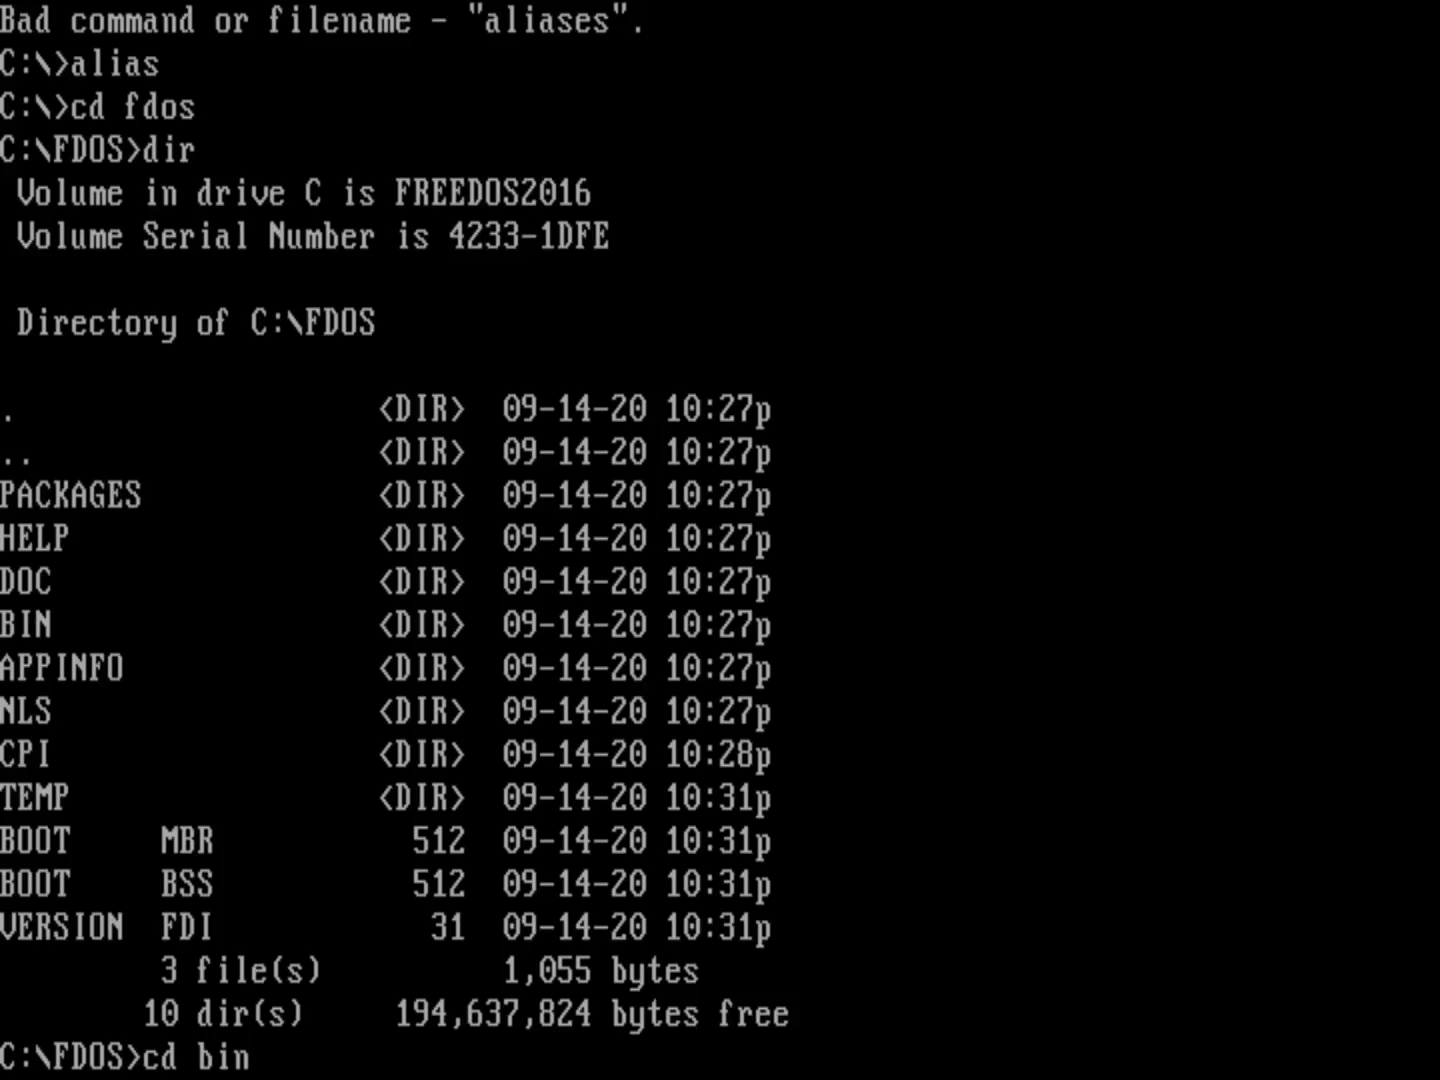 Bad command or filename - "aliases".
C:\>alias
C:\>cd fdos
C:\FDOS>dir
Volume in drive C is FREEDOS2016
Volume Serial Number is 4233-1DFE
Directory of C:\FDOS
. <DIR> 09-14-20 10:27p
.. <DIR> 09-14-20 10:27p
PACKAGES <DIR> 09-14-20 10:27p
HELP <DIR> 09-14-20 10:27p
DOC <DIR> 09-14-20 10:27p
BIN <DIR> 09-14-20 10:27p
APPINFO <DIR> 09-14-20 10:27p
NLS <DIR> 09-14-20 10:27p
CPI <DIR> 09-14-20 10:28p
TEMP <DIR> 09-14-20 10:31p
BOOT MBR 512 09-14-20 10:31p
BOOT BSS 512 09-14-20 10:31p
VERSION FDI 31 09-14-20 10:31p
3 file(s) 1,055 bytes
10 dir(s) 194,637,824 bytes free
C:\FDOS>cd bin